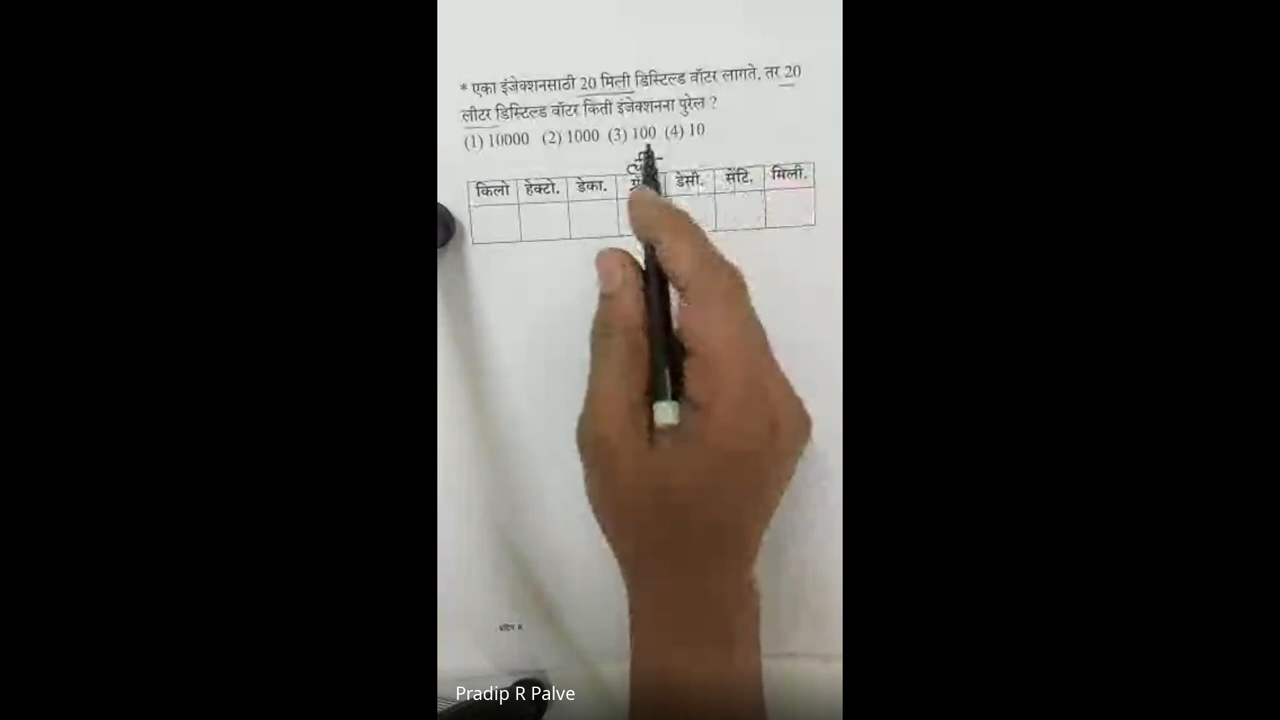 * एका इंजेक्शनसाठी 20 मिली डिस्टिल्ड वॉटर लागते. तर 20
लीटर डिस्टिल्ड वॉटर किती इंजेक्शनना पुरेल ?
(1) 10000 (2) 1000 (3) 100 (4) 10
किलो हेक्टो. डेका. डेसी. सेंटि. मिली.
Pradip R Palve